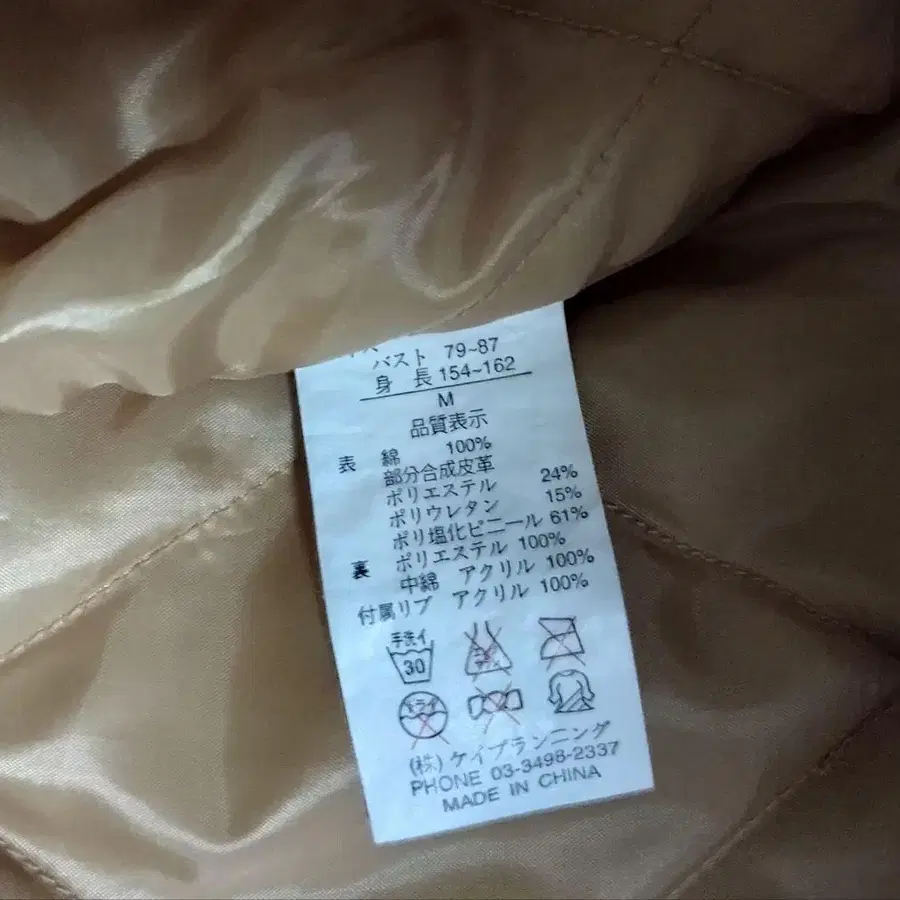 バスト 79~87
身 長 154~162
M
品質表示
表 綿 100%
部分合成皮革
ポリエステル 24%
ポリウレタン 15%
ポリ塩化ビニール 61%
裏 ポリエステル 100%
中綿 アクリル 100%
付属リブ アクリル 100%
手洗イ
30
ドライ
(株)ケイプランニング
PHONE 03-3498-2337
MADE IN CHINA